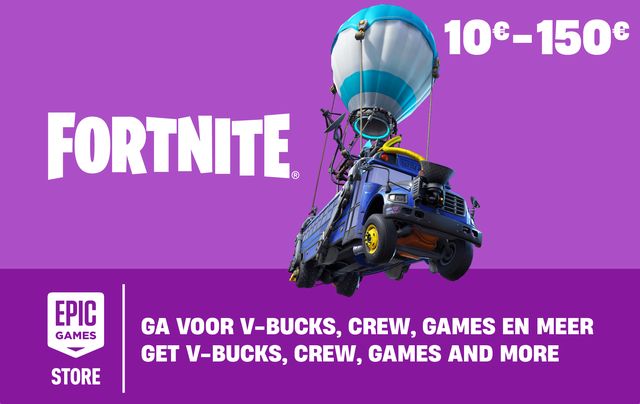 10€-150€
FORTNITE®
EPIC
GAMES
STORE
GA VOOR V-BUCKS, CREW, GAMES EN MEER
GET V-BUCKS, CREW, GAMES AND MORE